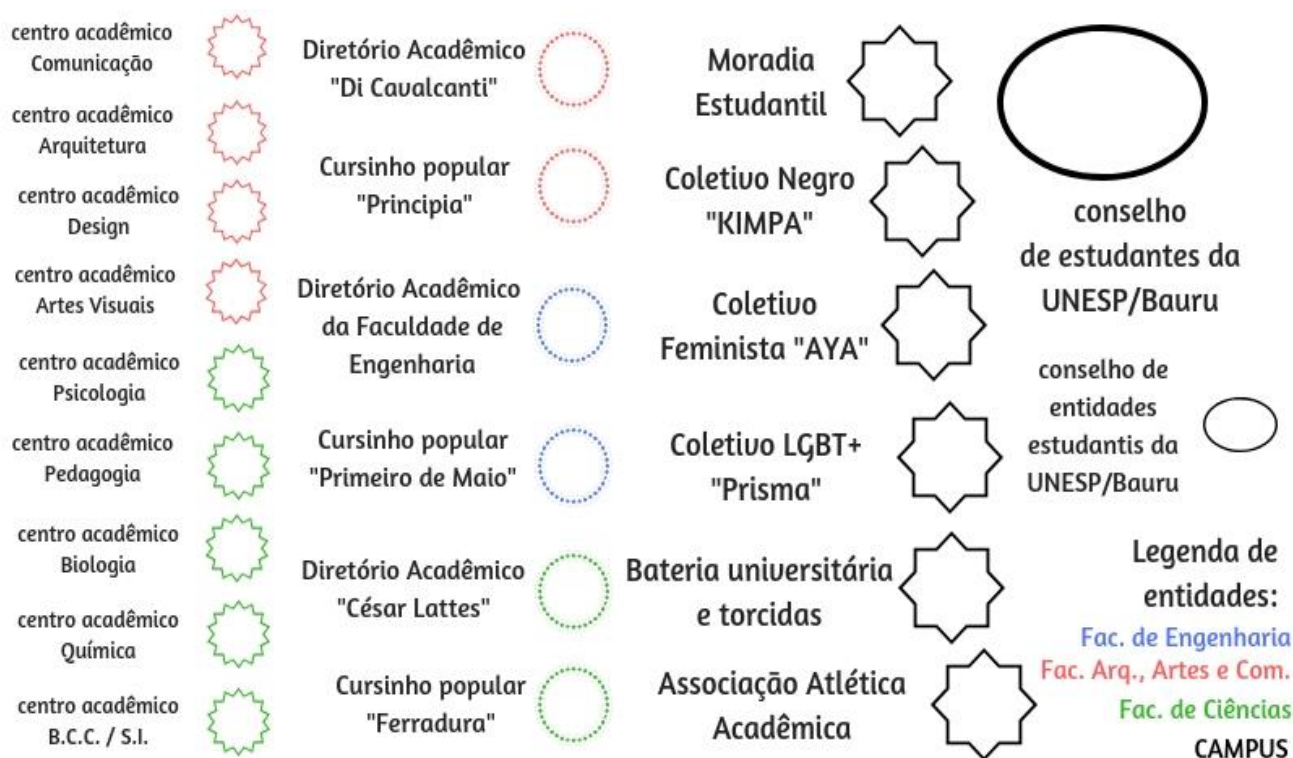 centro acadêmico
Comunicação
centro acadêmico
Arquitetura
centro acadêmico
Design
centro acadêmico
Artes Visuais
centro acadêmico
Psicologia
centro acadêmico
Pedagogia
centro acadêmico
Biologia
centro acadêmico
Química
centro acadêmico
B.C.C. / S.I.
Diretório Acadêmico
"Di Cavalcanti"
Cursinho popular
"Principia"
Diretório Acadêmico
da Faculdade de
Engenharia
Cursinho popular
"Primeiro de Maio"
Diretório Acadêmico
"César Lattes"
Cursinho popular
"Ferradura"
Moradia
Estudantil
Coletivo Negro
"KIMPA"
Coletivo
Feminista "AYA"
Coletivo LGBT+
"Prisma"
Bateria universitária
e torcidas
Associação Atlética
Acadêmica
conselho
de estudantes da
UNESP/Bauru
conselho de
entidades
estudantis da
UNESP/Bauru
Legenda de
entidades:
Fac. de Engenharia
Fac. Arq., Artes e Com.
Fac. de Ciências
CAMPUS